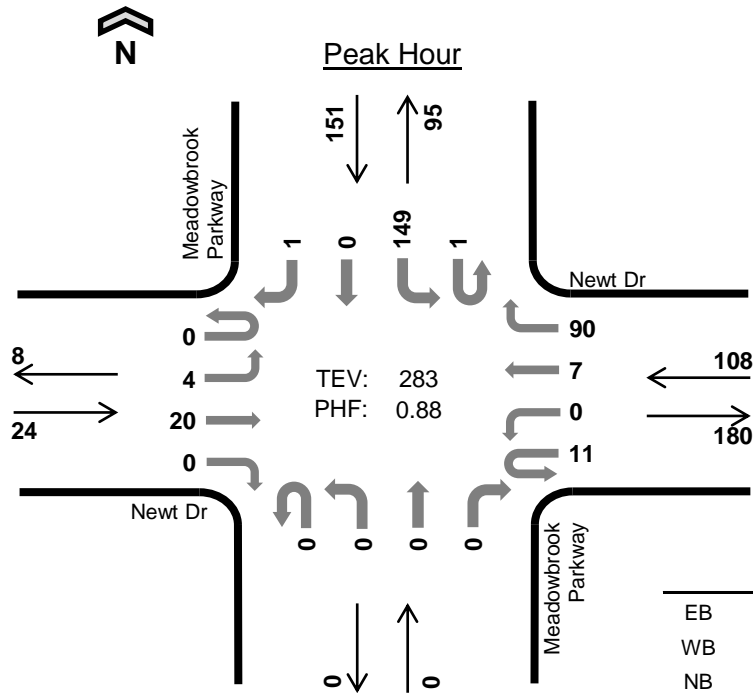 N
Peak Hour
151
95
Meadowbrook
Parkway
1
0
149
1
Newt Dr
0
4
20
0
90
7
0
11
8
24
108
180
TEV: 283
PHF: 0.88
Newt Dr
0
0
0
0
Meadowbrook
Parkway
0
0
EB
WB
NB